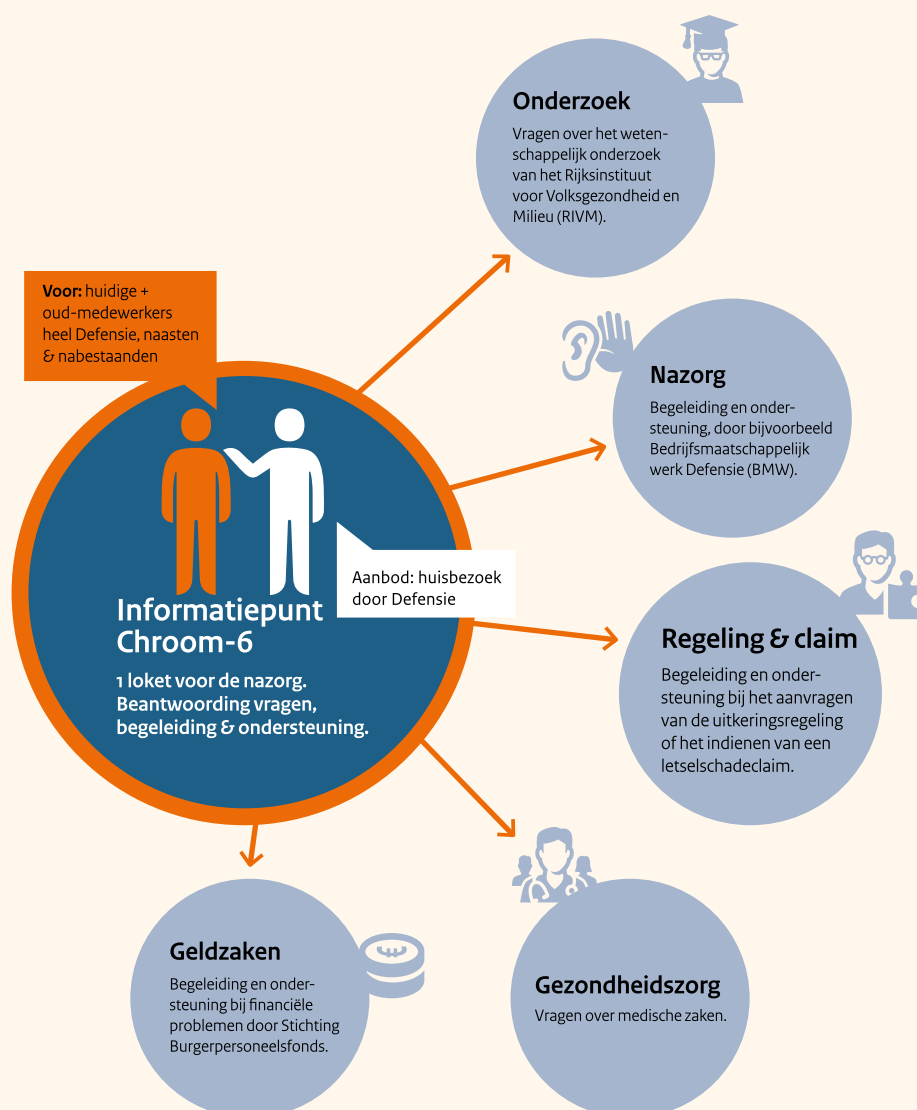 Onderzoek
Vragen over het weten-
schappelijk onderzoek
van het Rijksinstituut
voor Volksgezondheid en
Milieu (RIVM).
Voor: huidige +
oud-medewerkers
heel Defensie, naasten
& nabestaanden
Nazorg
Begeleiding en onder-
steuning, door bijvoorbeeld
Bedrijfsmaatschappelijk
werk Defensie (BMW).
Aanbod: huisbezoek
door Defensie
Informatiepunt
Chroom-6
1 loket voor de nazorg.
Beantwoording vragen,
begeleiding & ondersteuning.
Regeling & claim
Begeleiding en onder-
steuning bij het aanvragen
van de uitkeringsregeling
of het indienen van een
letselschadeclaim.
Geldzaken
Begeleiding en onder-
steuning bij financiële
problemen door Stichting
Burgerpersoneelsfonds.
Gezondheidszorg
Vragen over medische zaken.